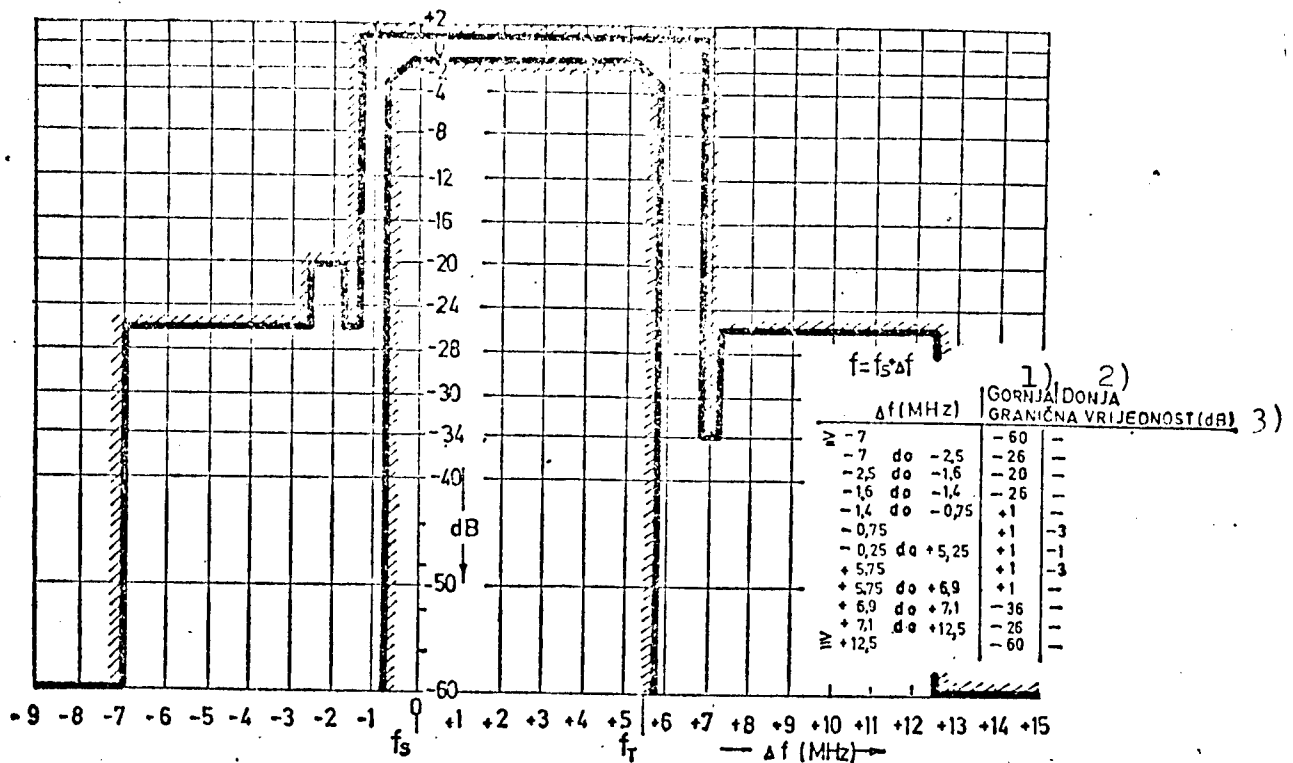 +2
0
-2
-4
-8
-12
-16
-20
-24
-28
-30
-34
-40
dB
-50
-60
f=fs+Δf
1) 2)
Δf(MHz) GORNJA DONJA
GRANIČNA VRIJEDNOST(dB) 3)
≤ -7 -60 -
-7 do -2,5 -26 -
-2,5 do -1,6 -20 -
-1,6 do -1,4 -26 -
-1,4 do -0,75 +1 -
-0,75 +1 -3
-0,25 do +5,25 +1 -1
+5,75 +1 -3
+5,75 do +6,9 +1 -
+6,9 do +7,1 -36 -
+7,1 do +12,5 -26 -
≥ +12,5 -60 -
-9 -8 -7 -6 -5 -4 -3 -2 -1 0 +1 +2 +3 +4 +5 +6 +7 +8 +9 +10 +11 +12 +13 +14 +15
fS fT Δf (MHz)